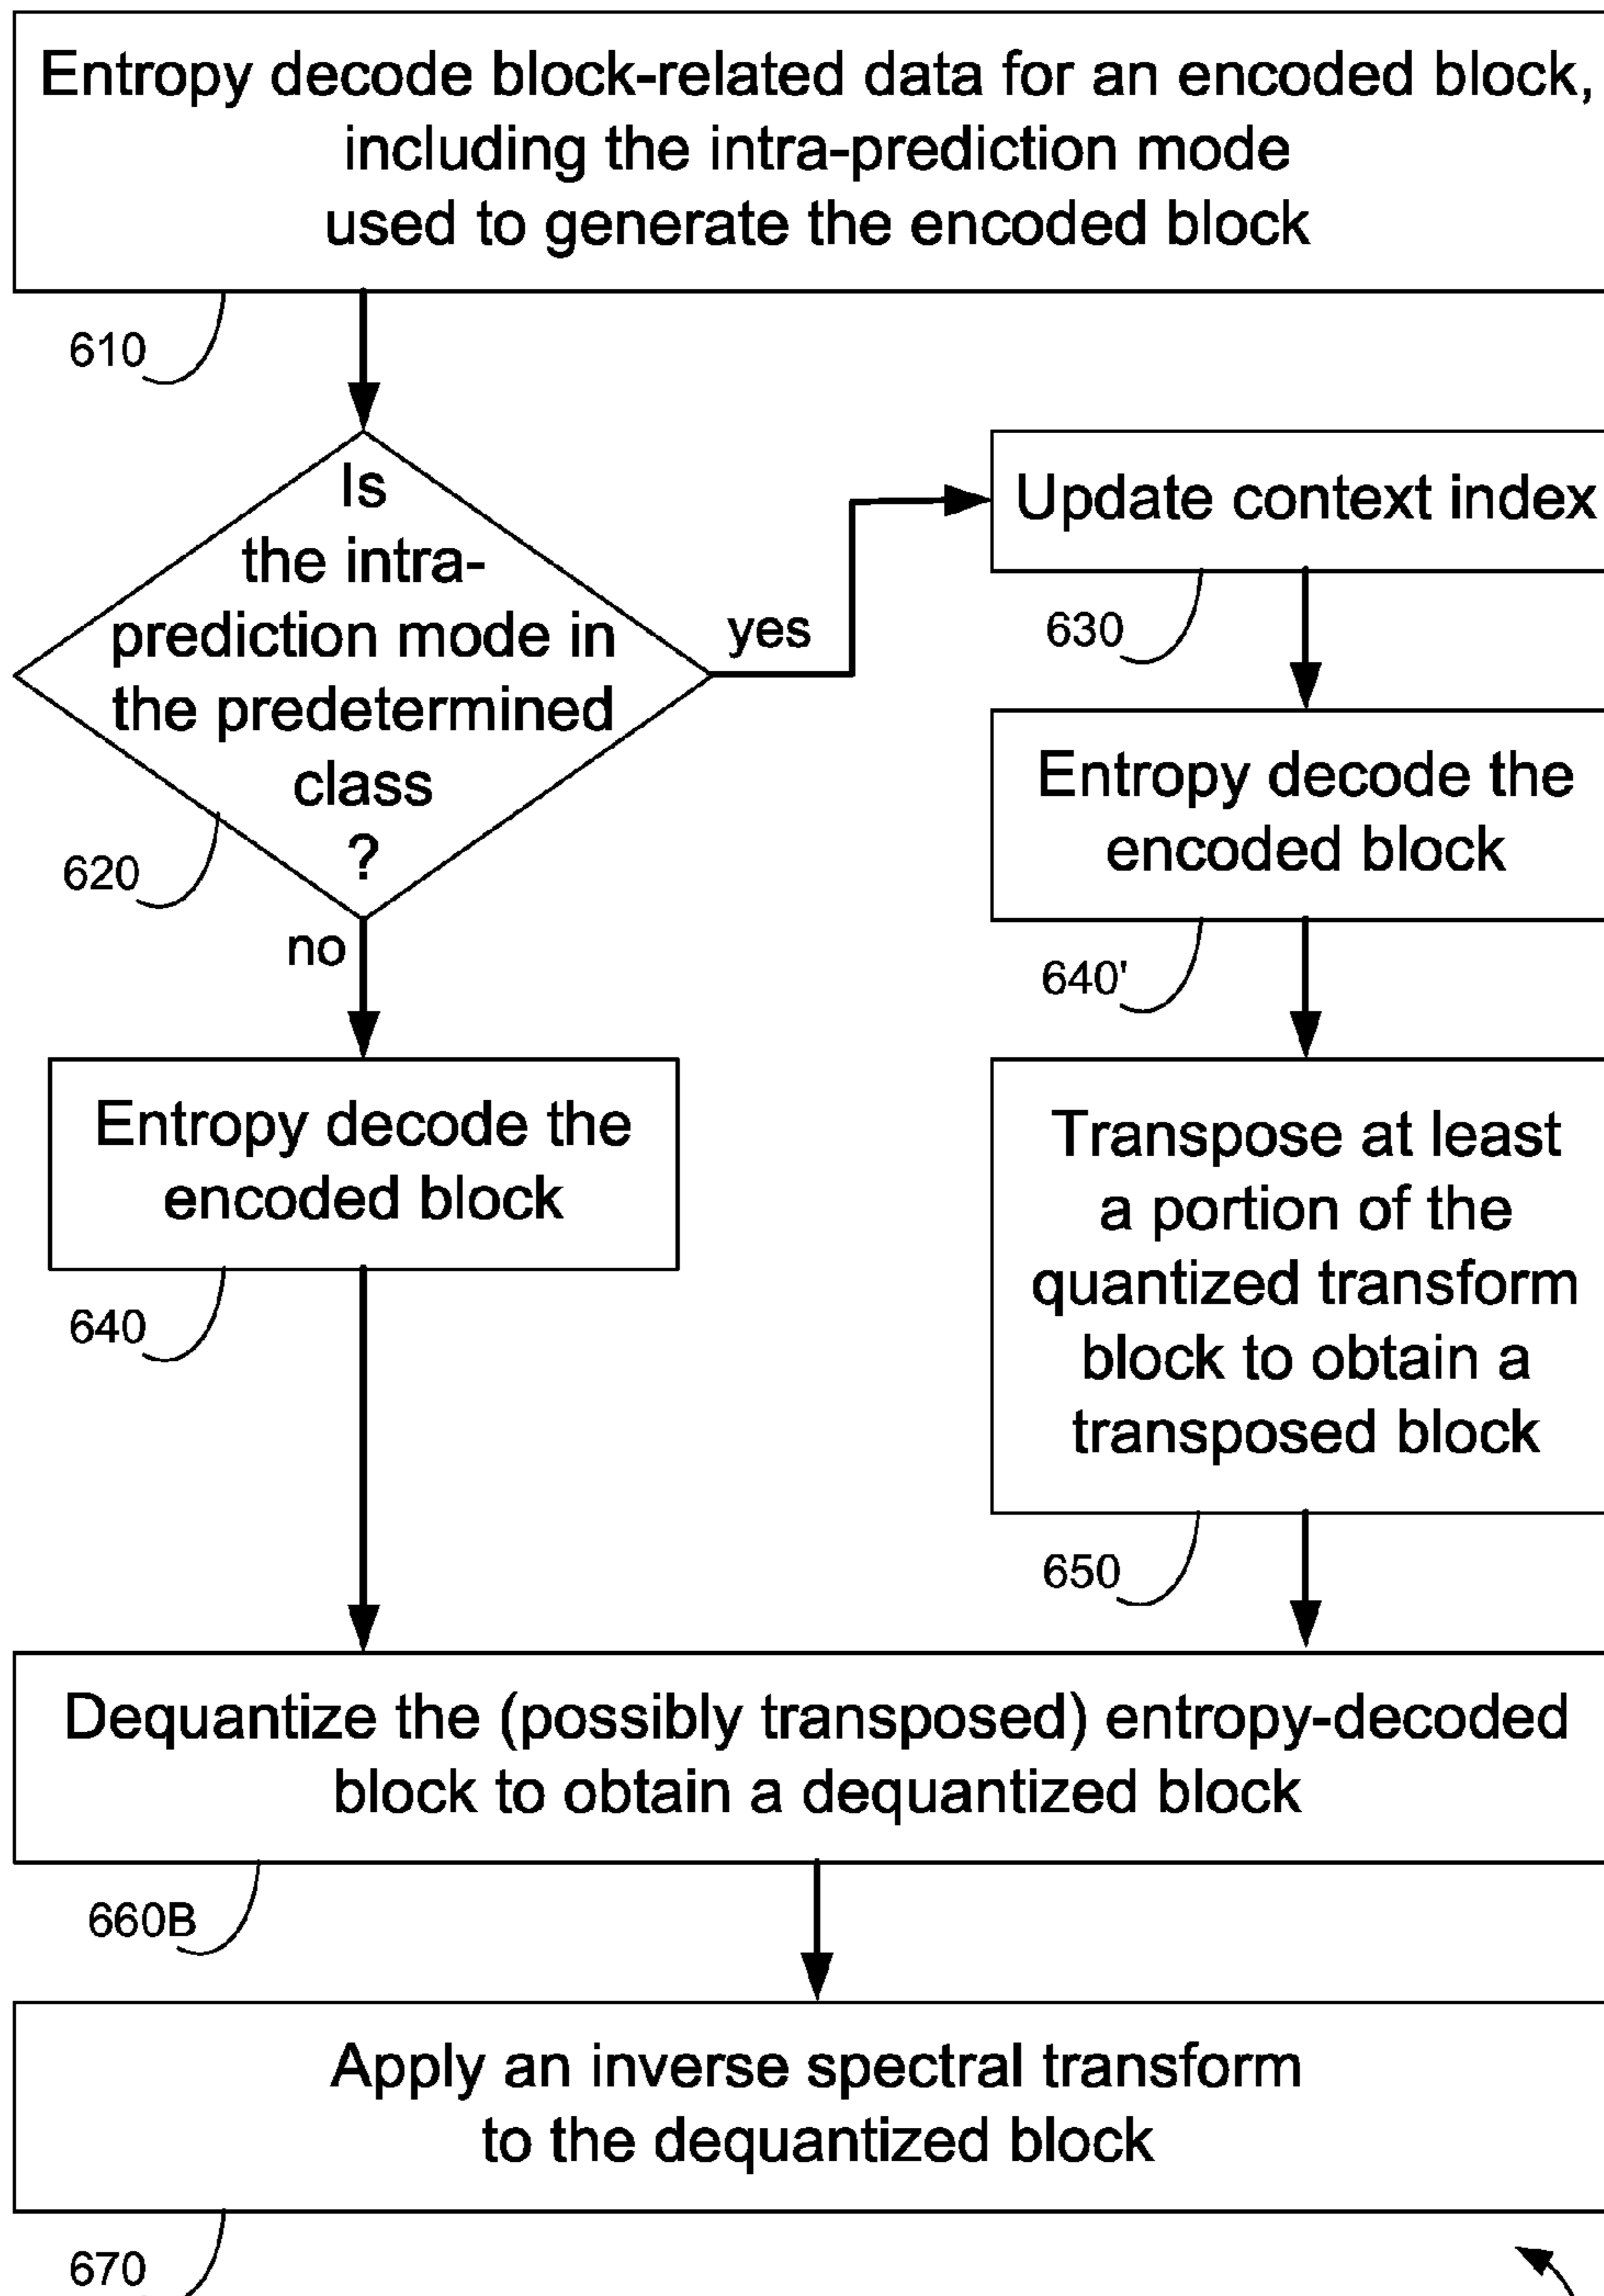 Entropy decode block-related data for an encoded block,
including the intra-prediction mode
used to generate the encoded block
610
Is
the intra-
prediction mode in
the predetermined
class
?
620
yes
no
Update context index
630
Entropy decode the
encoded block
640'
Entropy decode the
encoded block
640
Transpose at least
a portion of the
quantized transform
block to obtain a
transposed block
650
Dequantize the (possibly transposed) entropy-decoded
block to obtain a dequantized block
660B
Apply an inverse spectral transform
to the dequantized block
670